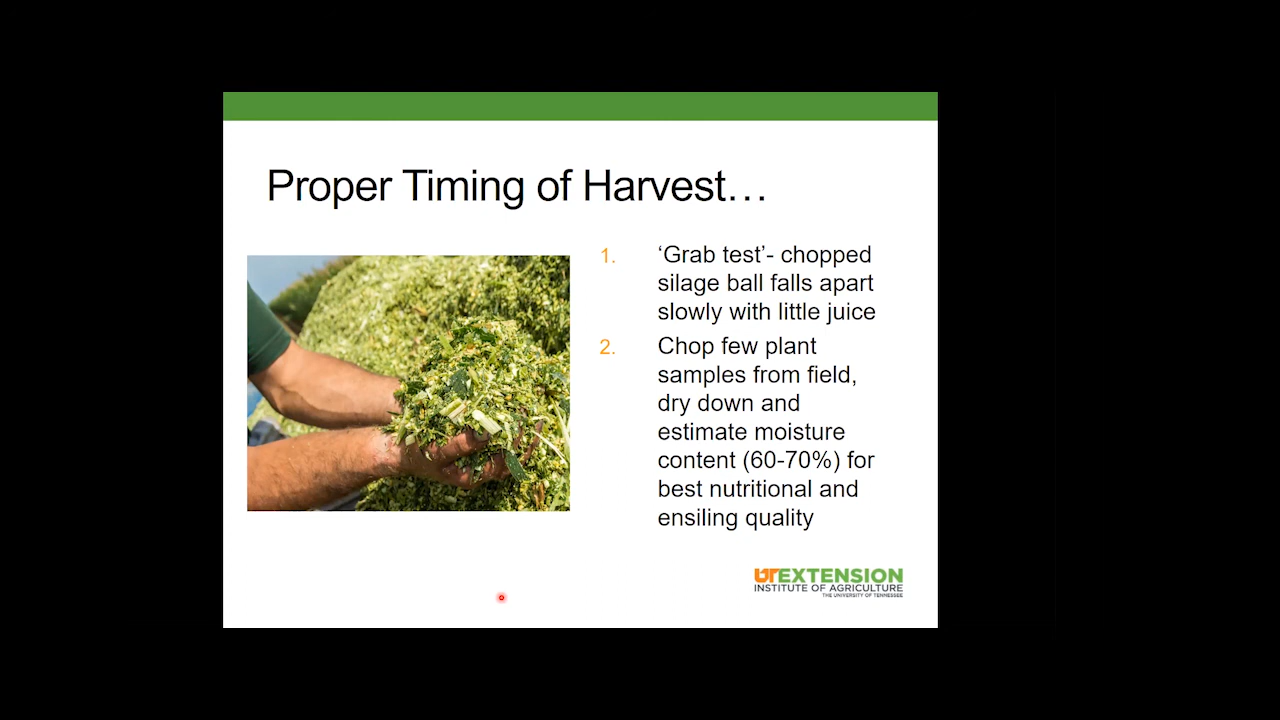 Proper Timing of Harvest…
1. ‘Grab test’- chopped
silage ball falls apart
slowly with little juice
2. Chop few plant
samples from field,
dry down and
estimate moisture
content (60-70%) for
best nutritional and
ensiling quality
UT EXTENSION
INSTITUTE OF AGRICULTURE
THE UNIVERSITY OF TENNESSEE